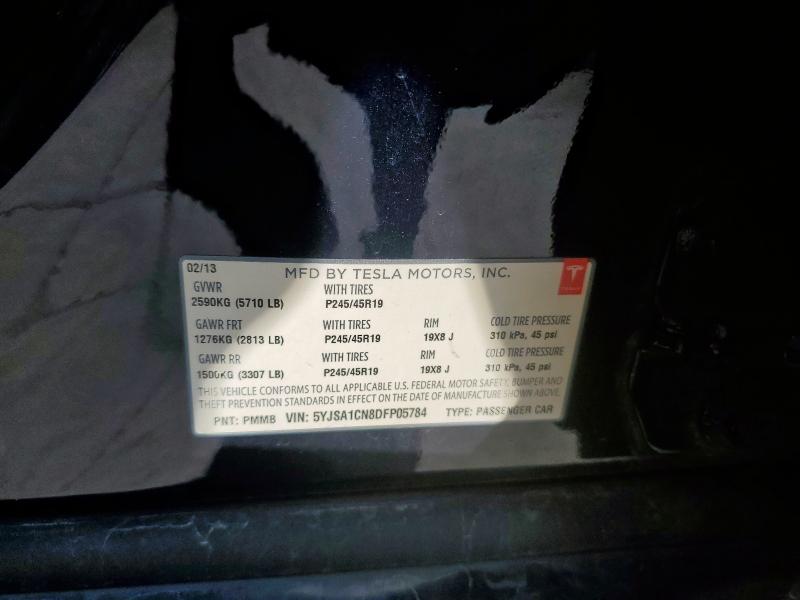 02/13
MFD BY TESLA MOTORS, INC.
GVWR WITH TIRES
2590KG (5710 LB) P245/45R19
GAWR FRT WITH TIRES RIM COLD TIRE PRESSURE
1276KG (2813 LB) P245/45R19 19X8 J 310 kPa, 45 psi
GAWR RR WITH TIRES RIM COLD TIRE PRESSURE
1500KG (3307 LB) P245/45R19 19X8 J 310 kPa, 45 psi
THIS VEHICLE CONFORMS TO ALL APPLICABLE U.S. FEDERAL MOTOR SAFETY, BUMPER AND
THEFT PREVENTION STANDARDS IN EFFECT ON THE DATE OF MANUFACTURE SHOWN ABOVE.
PNT: PMMB VIN: 5YJSA1CN8DFP05784 TYPE: PASSENGER CAR
TESLA